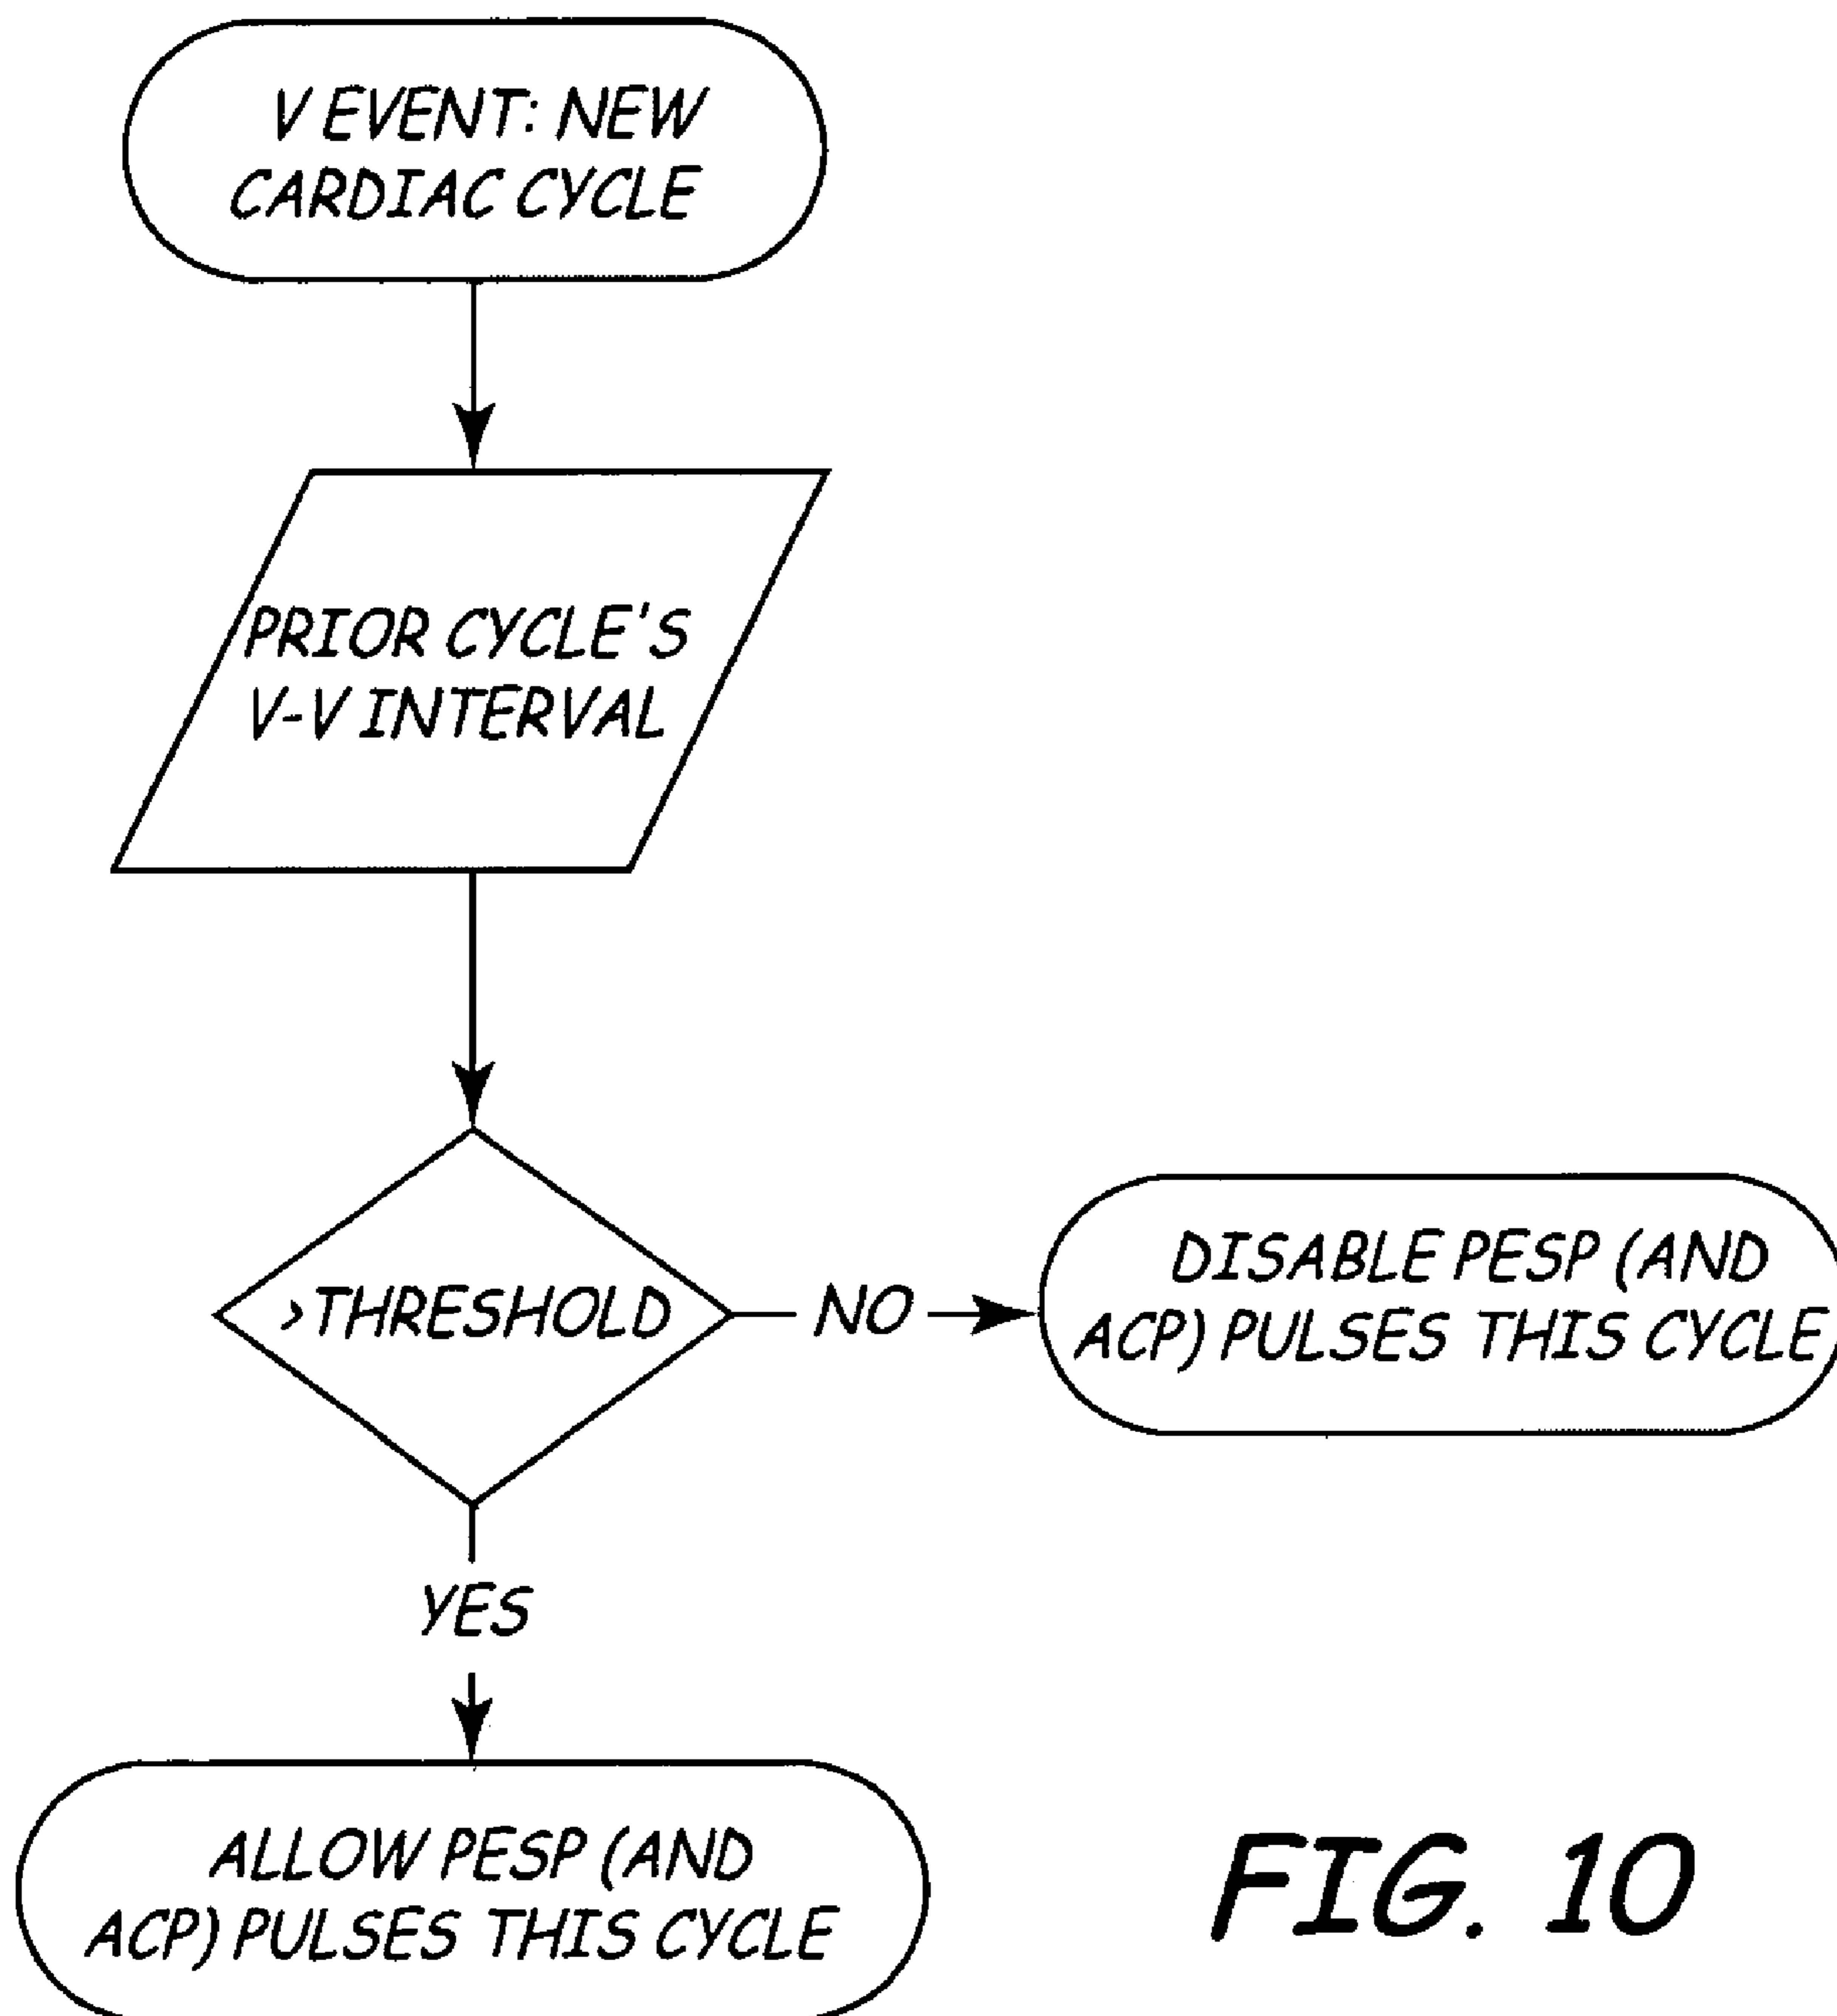 V EVENT: NEW
CARDIAC CYCLE
PRIOR CYCLE'S
V-V INTERVAL
>THRESHOLD
NO
DISABLE PESP (AND
ACP) PULSES THIS CYCLE
YES
ALLOW PESP (AND
ACP) PULSES THIS CYCLE
FIG. 10